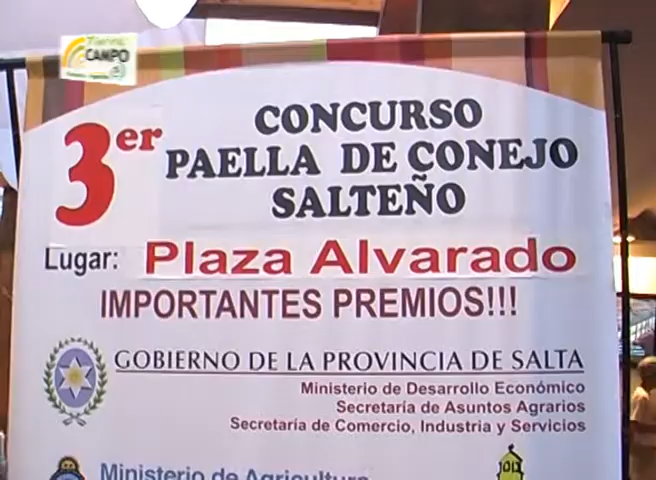 CAMPO
3er
CONCURSO
PAELLA DE CONEJO
SALTEÑO
Lugar: Plaza Alvarado
IMPORTANTES PREMIOS!!!
GOBIERNO DE LA PROVINCIA DE SALTA
Ministerio de Desarrollo Económico
Secretaría de Asuntos Agrarios
Secretaría de Comercio, Industria y Servicios
Ministerio de Agricultura